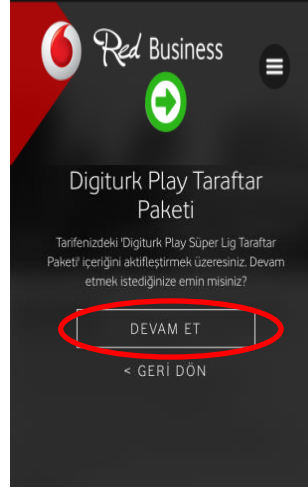 Red Business
Digiturk Play Taraftar
Paketi
Tarifenizdeki 'Digiturk Play Süper Lig Taraftar
Paketi' içeriğini aktifleştirmek üzeresiniz. Devam
etmek istediğinize emin misiniz?
DEVAM ET
< GERİ DÖN